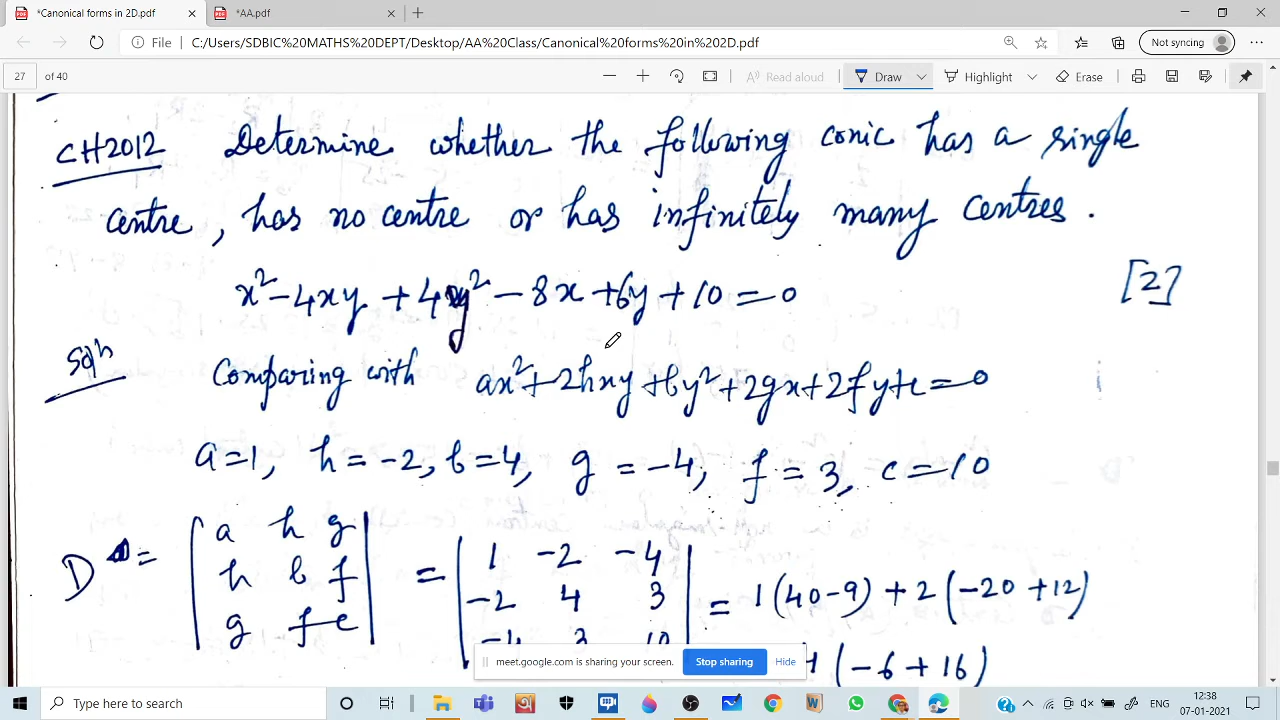 *Canonical forms in 2D.pdf
*AA.pdf
File C:/Users/SDBIC%20MATHS%20DEPT/Desktop/AA%20Class/Canonical%20forms%20in%202D.pdf
Not syncing
27 of 40
Read aloud
Draw
Highlight
Erase
CH2012 Determine whether the following conic has a single
centre, has no centre or has infinitely many centres.
x² - 4xy + 4y² - 8x + 6y + 10 = 0 [2]
Solⁿ Comparing with ax² + 2hxy + by² + 2gx + 2fy + c = 0
a = 1, h = -2, b = 4, g = -4, f = 3, c = 10
D = | a h g | = | 1 -2 -4 |
| h b f | | -2 4 3 | = 1(40-9) + 2(-20+12)
| g f c | | -4 3 10 |
(-6+16)
meet.google.com is sharing your screen.
Stop sharing
Hide
Type here to search
ENG
12:38
07-01-2021